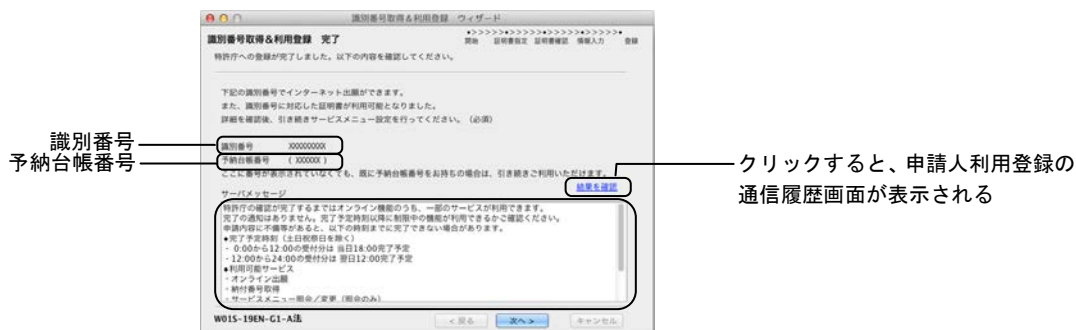 識別番号取得＆利用登録　ウィザード
識別番号取得＆利用登録　完了
•>>>>>•>>>>>•>>>>>•>>>>>•
開始　証明書指定　証明書確認　情報入力　登録
特許庁への登録が完了しました。以下の内容を確認してください。
下記の識別番号でインターネット出願ができます。
また、識別番号に対応した証明書が利用可能となりました。
詳細を確認後、引き続きサービスメニュー設定を行ってください。（必須）
識別番号
識別番号　XXXXXXXXX
予納台帳番号
予納台帳番号　（ XXXXXX ）
ここに番号が表示されていなくても、既に予納台帳番号をお持ちの場合は、引き続きご利用いただけます。
結果を確認
クリックすると、申請人利用登録の
通信履歴画面が表示される
サーバメッセージ
特許庁の確認が完了するまではオンライン機能のうち、一部のサービスが利用できます。
完了の通知はありません。完了予定時刻以降に制限中の機能が利用できるかご確認ください。
申請内容に不備等があると、以下の時刻までに完了できない場合があります。
◆完了予定時刻（土日祝祭日を除く）
・ 0:00から12:00の受付分は 当日18:00完了予定
・12:00から24:00の受付分は 翌日12:00完了予定
◆利用可能サービス
・オンライン出願
・納付番号取得
・サービスメニュー照会／変更（照会のみ）
W01S-19EN-G1-A法
< 戻る
次へ >
キャンセル